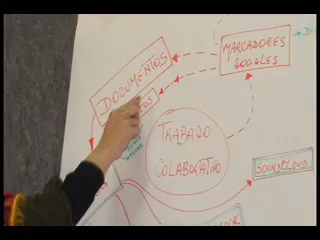 MARCADORES
SOCIALES
DOCUMENTOS
TRABAJO
COLABORATIVO
SOUNDCLOUD